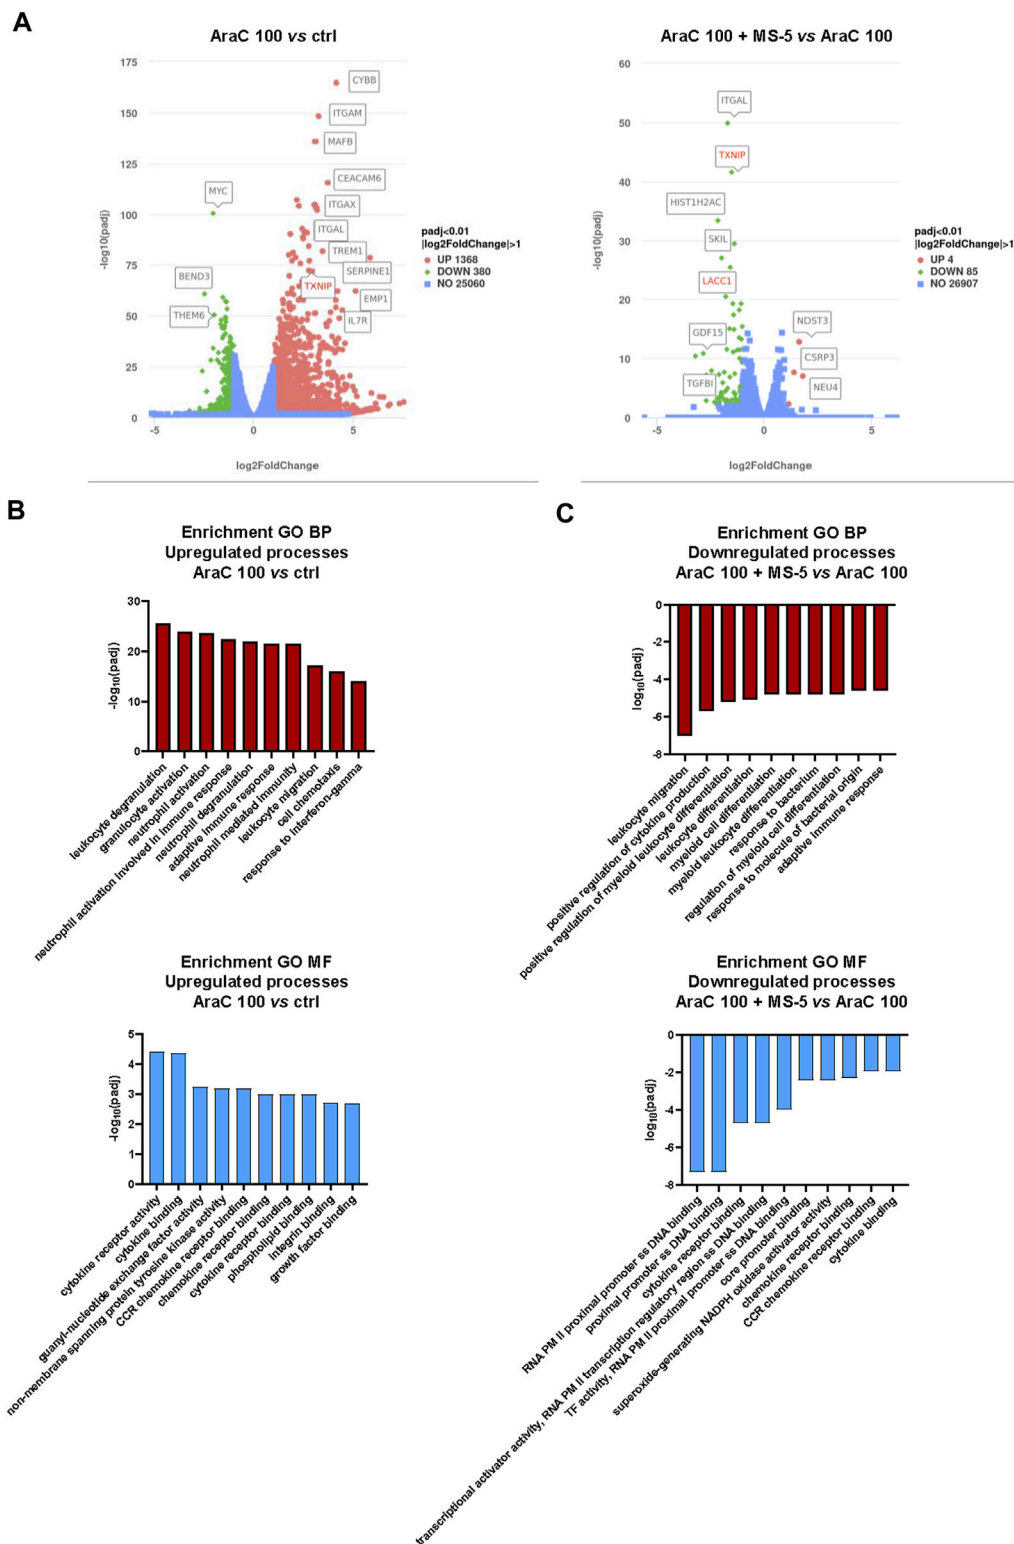 A
AraC 100 vs ctrl
175
150
125
100
75
50
25
0
-log10(padj)
-5
0
5
log2FoldChange
CYBB
ITGAM
MAFB
CEACAM6
MYC
ITGAX
ITGAL
TREM1
SERPINE1
BEND3
TXNIP
EMP1
THEM6
IL7R
padj<0.01
|log2FoldChange|>1
UP 1368
DOWN 380
NO 25060
AraC 100 + MS-5 vs AraC 100
60
50
40
30
20
10
0
-log10(padj)
-5
0
5
log2FoldChange
ITGAL
TXNIP
HIST1H2AC
SKIL
LACC1
NDST3
GDF15
CSRP3
TGFBI
NEU4
padj<0.01
|log2FoldChange|>1
UP 4
DOWN 85
NO 26907
B
Enrichment GO BP
Upregulated processes
AraC 100 vs ctrl
30
20
10
0
-log10(padj)
leukocyte degranulation
granulocyte activation
neutrophil activation
neutrophil activation involved in immune response
neutrophil degranulation
adaptive immune response
neutrophil mediated immunity
leukocyte migration
cell chemotaxis
response to interferon-gamma
Enrichment GO MF
Upregulated processes
AraC 100 vs ctrl
5
4
3
2
1
0
-log10(padj)
cytokine receptor activity
cytokine binding
guanyl-nucleotide exchange factor activity
non-membrane spanning protein tyrosine kinase activity
CCR chemokine receptor binding
chemokine receptor binding
cytokine receptor binding
phospholipid binding
integrin binding
growth factor binding
C
Enrichment GO BP
Downregulated processes
AraC 100 + MS-5 vs AraC 100
0
-2
-4
-6
-8
log10(padj)
leukocyte migration
positive regulation of cytokine production
positive regulation of myeloid leukocyte differentiation
leukocyte differentiation
myeloid cell differentiation
myeloid leukocyte differentiation
response to bacterium
regulation of myeloid cell differentiation
response to molecule of bacterial origin
adaptive immune response
Enrichment GO MF
Downregulated processes
AraC 100 + MS-5 vs AraC 100
0
-2
-4
-6
-8
log10(padj)
RNA PM II proximal promoter ss DNA binding
proximal promoter ss DNA binding
cytokine receptor binding
transcriptional activator activity, RNA PM II transcription regulatory region ss DNA binding
TF activity, RNA PM II proximal promoter ss DNA binding
core promoter binding
superoxide-generating NADPH oxidase activator activity
chemokine receptor binding
CCR chemokine receptor binding
cytokine binding